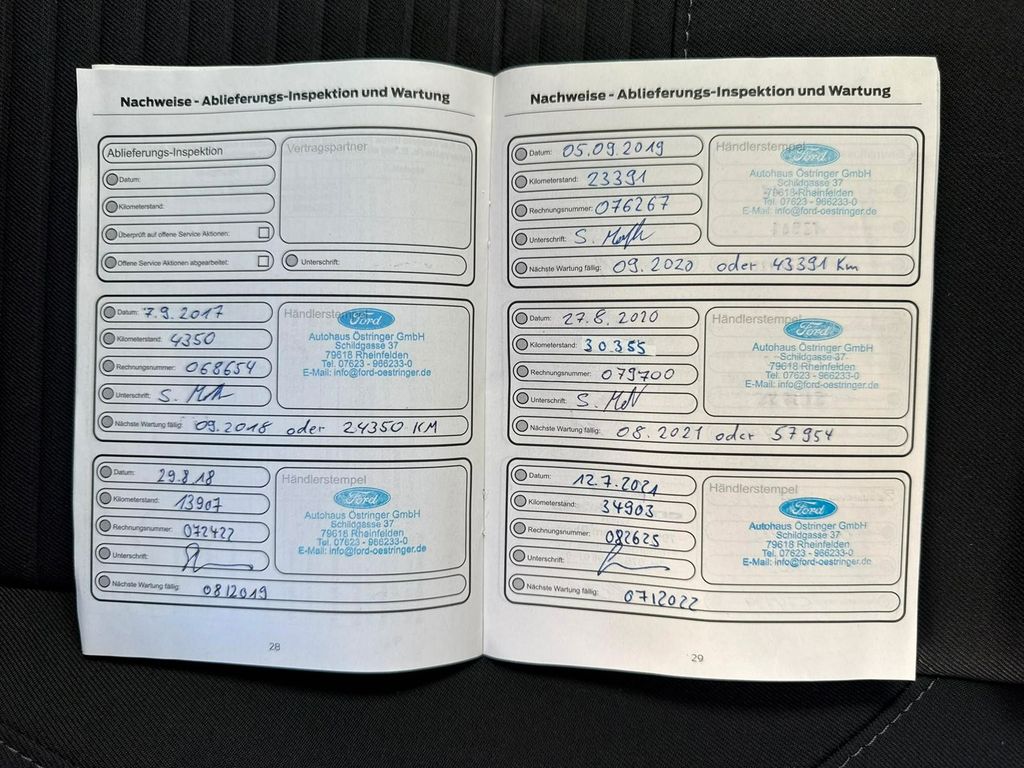 Nachweise - Ablieferungs-Inspektion und Wartung
Ablieferungs-Inspektion
Datum:
Kilometerstand:
Überprüft auf offene Service Aktionen:
Offene Service Aktionen abgearbeitet:
Vertragspartner
Unterschrift:
Datum: 7.9.2017
Kilometerstand: 4350
Rechnungsnummer: 068654
Unterschrift: S.
Nächste Wartung fällig: 09.2018 oder 24350 KM
Händlerstempel
Ford
Autohaus Östringer GmbH
Schildgasse 37
79618 Rheinfelden
Tel. 07623 - 966233-0
E-Mail: info@ford-oestringer.de
Datum: 29.8.18
Kilometerstand: 13907
Rechnungsnummer: 072422
Unterschrift:
Nächste Wartung fällig: 08/2019
Händlerstempel
Ford
Autohaus Östringer GmbH
Schildgasse 37
79618 Rheinfelden
Tel. 07623 - 966233-0
E-Mail: info@ford-oestringer.de
28
Nachweise - Ablieferungs-Inspektion und Wartung
Datum: 05.09.2019
Kilometerstand: 23391
Rechnungsnummer: 076267
Unterschrift: S.
Nächste Wartung fällig: 09.2020 oder 43391 Km
Händlerstempel
Ford
Autohaus Östringer GmbH
Schildgasse 37
79618 Rheinfelden
Tel. 07623 - 966233-0
E-Mail: info@ford-oestringer.de
Datum: 27.8.2020
Kilometerstand: 30355
Rechnungsnummer: 079700
Unterschrift: S.
Nächste Wartung fällig: 08.2021 oder 57954
Händlerstempel
Ford
Autohaus Östringer GmbH
Schildgasse 37
79618 Rheinfelden
Tel. 07623 - 966233-0
E-Mail: info@ford-oestringer.de
Datum: 12.7.2021
Kilometerstand: 34903
Rechnungsnummer: 082625
Unterschrift:
Nächste Wartung fällig: 07/2022
Händlerstempel
Ford
Autohaus Östringer GmbH
Schildgasse 37
79618 Rheinfelden
Tel. 07623 - 966233-0
E-Mail: info@ford-oestringer.de
29